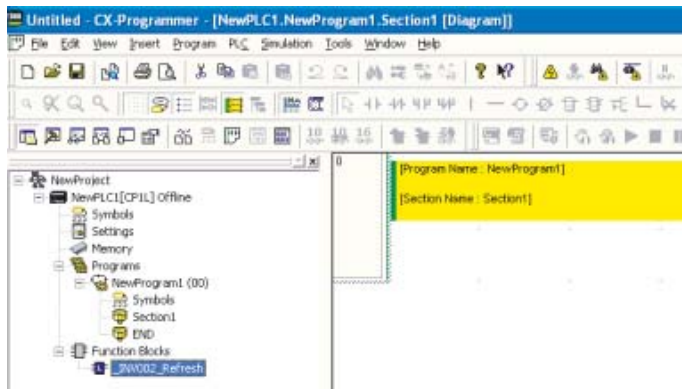 Untitled - CX-Programmer - [NewPLC1.NewProgram1.Section1 [Diagram]]
File Edit View Insert Program PLC Simulation Tools Window Help
0
[Program Name : NewProgram1]
[Section Name : Section1]
NewProject
NewPLC1[CP1L] Offline
Symbols
Settings
Memory
Programs
NewProgram1 (00)
Symbols
Section1
END
Function Blocks
_INV002_Refresh